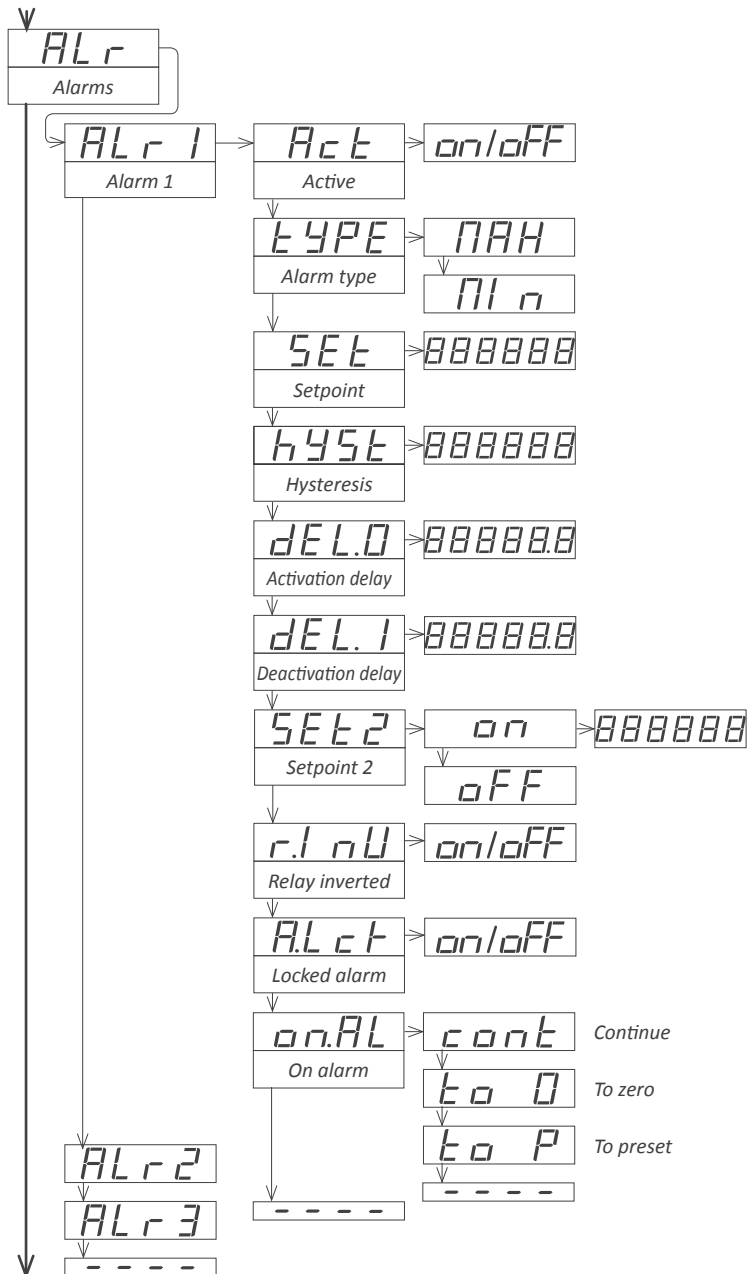 ALr
Alarms
ALr 1
Alarm 1
Act
Active
on/oFF
tYPE
Alarm type
MAH
MI n
SEt
Setpoint
888888
hYSt
Hysteresis
888888
dEL.0
Activation delay
88888.8
dEL.1
Deactivation delay
88888.8
SEt2
Setpoint 2
on
888888
oFF
r.I nU
Relay inverted
on/oFF
A.Lct
Locked alarm
on/oFF
on.AL
On alarm
cont
Continue
to 0
To zero
to P
To preset
ALr2
ALr3
- - - -
- - - -
- - - -